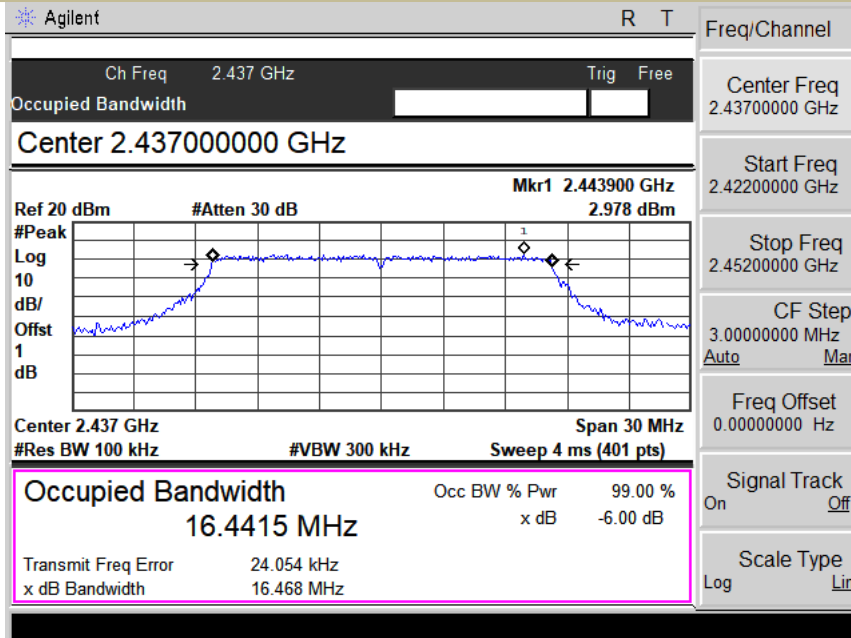 Agilent R T
Freq/Channel
Ch Freq 2.437 GHz Trig Free
Occupied Bandwidth
Center 2.437000000 GHz
Mkr1 2.443900 GHz
Ref 20 dBm #Atten 30 dB 2.978 dBm
#Peak
Log
10
dB/
Offst
1
dB
1
Center 2.437 GHz Span 30 MHz
#Res BW 100 kHz #VBW 300 kHz Sweep 4 ms (401 pts)
Occupied Bandwidth Occ BW % Pwr 99.00 %
16.4415 MHz x dB -6.00 dB
Transmit Freq Error 24.054 kHz
x dB Bandwidth 16.468 MHz
Center Freq
2.43700000 GHz
Start Freq
2.42200000 GHz
Stop Freq
2.45200000 GHz
CF Step
3.00000000 MHz
Auto Man
Freq Offset
0.00000000 Hz
Signal Track
On Off
Scale Type
Log Lin